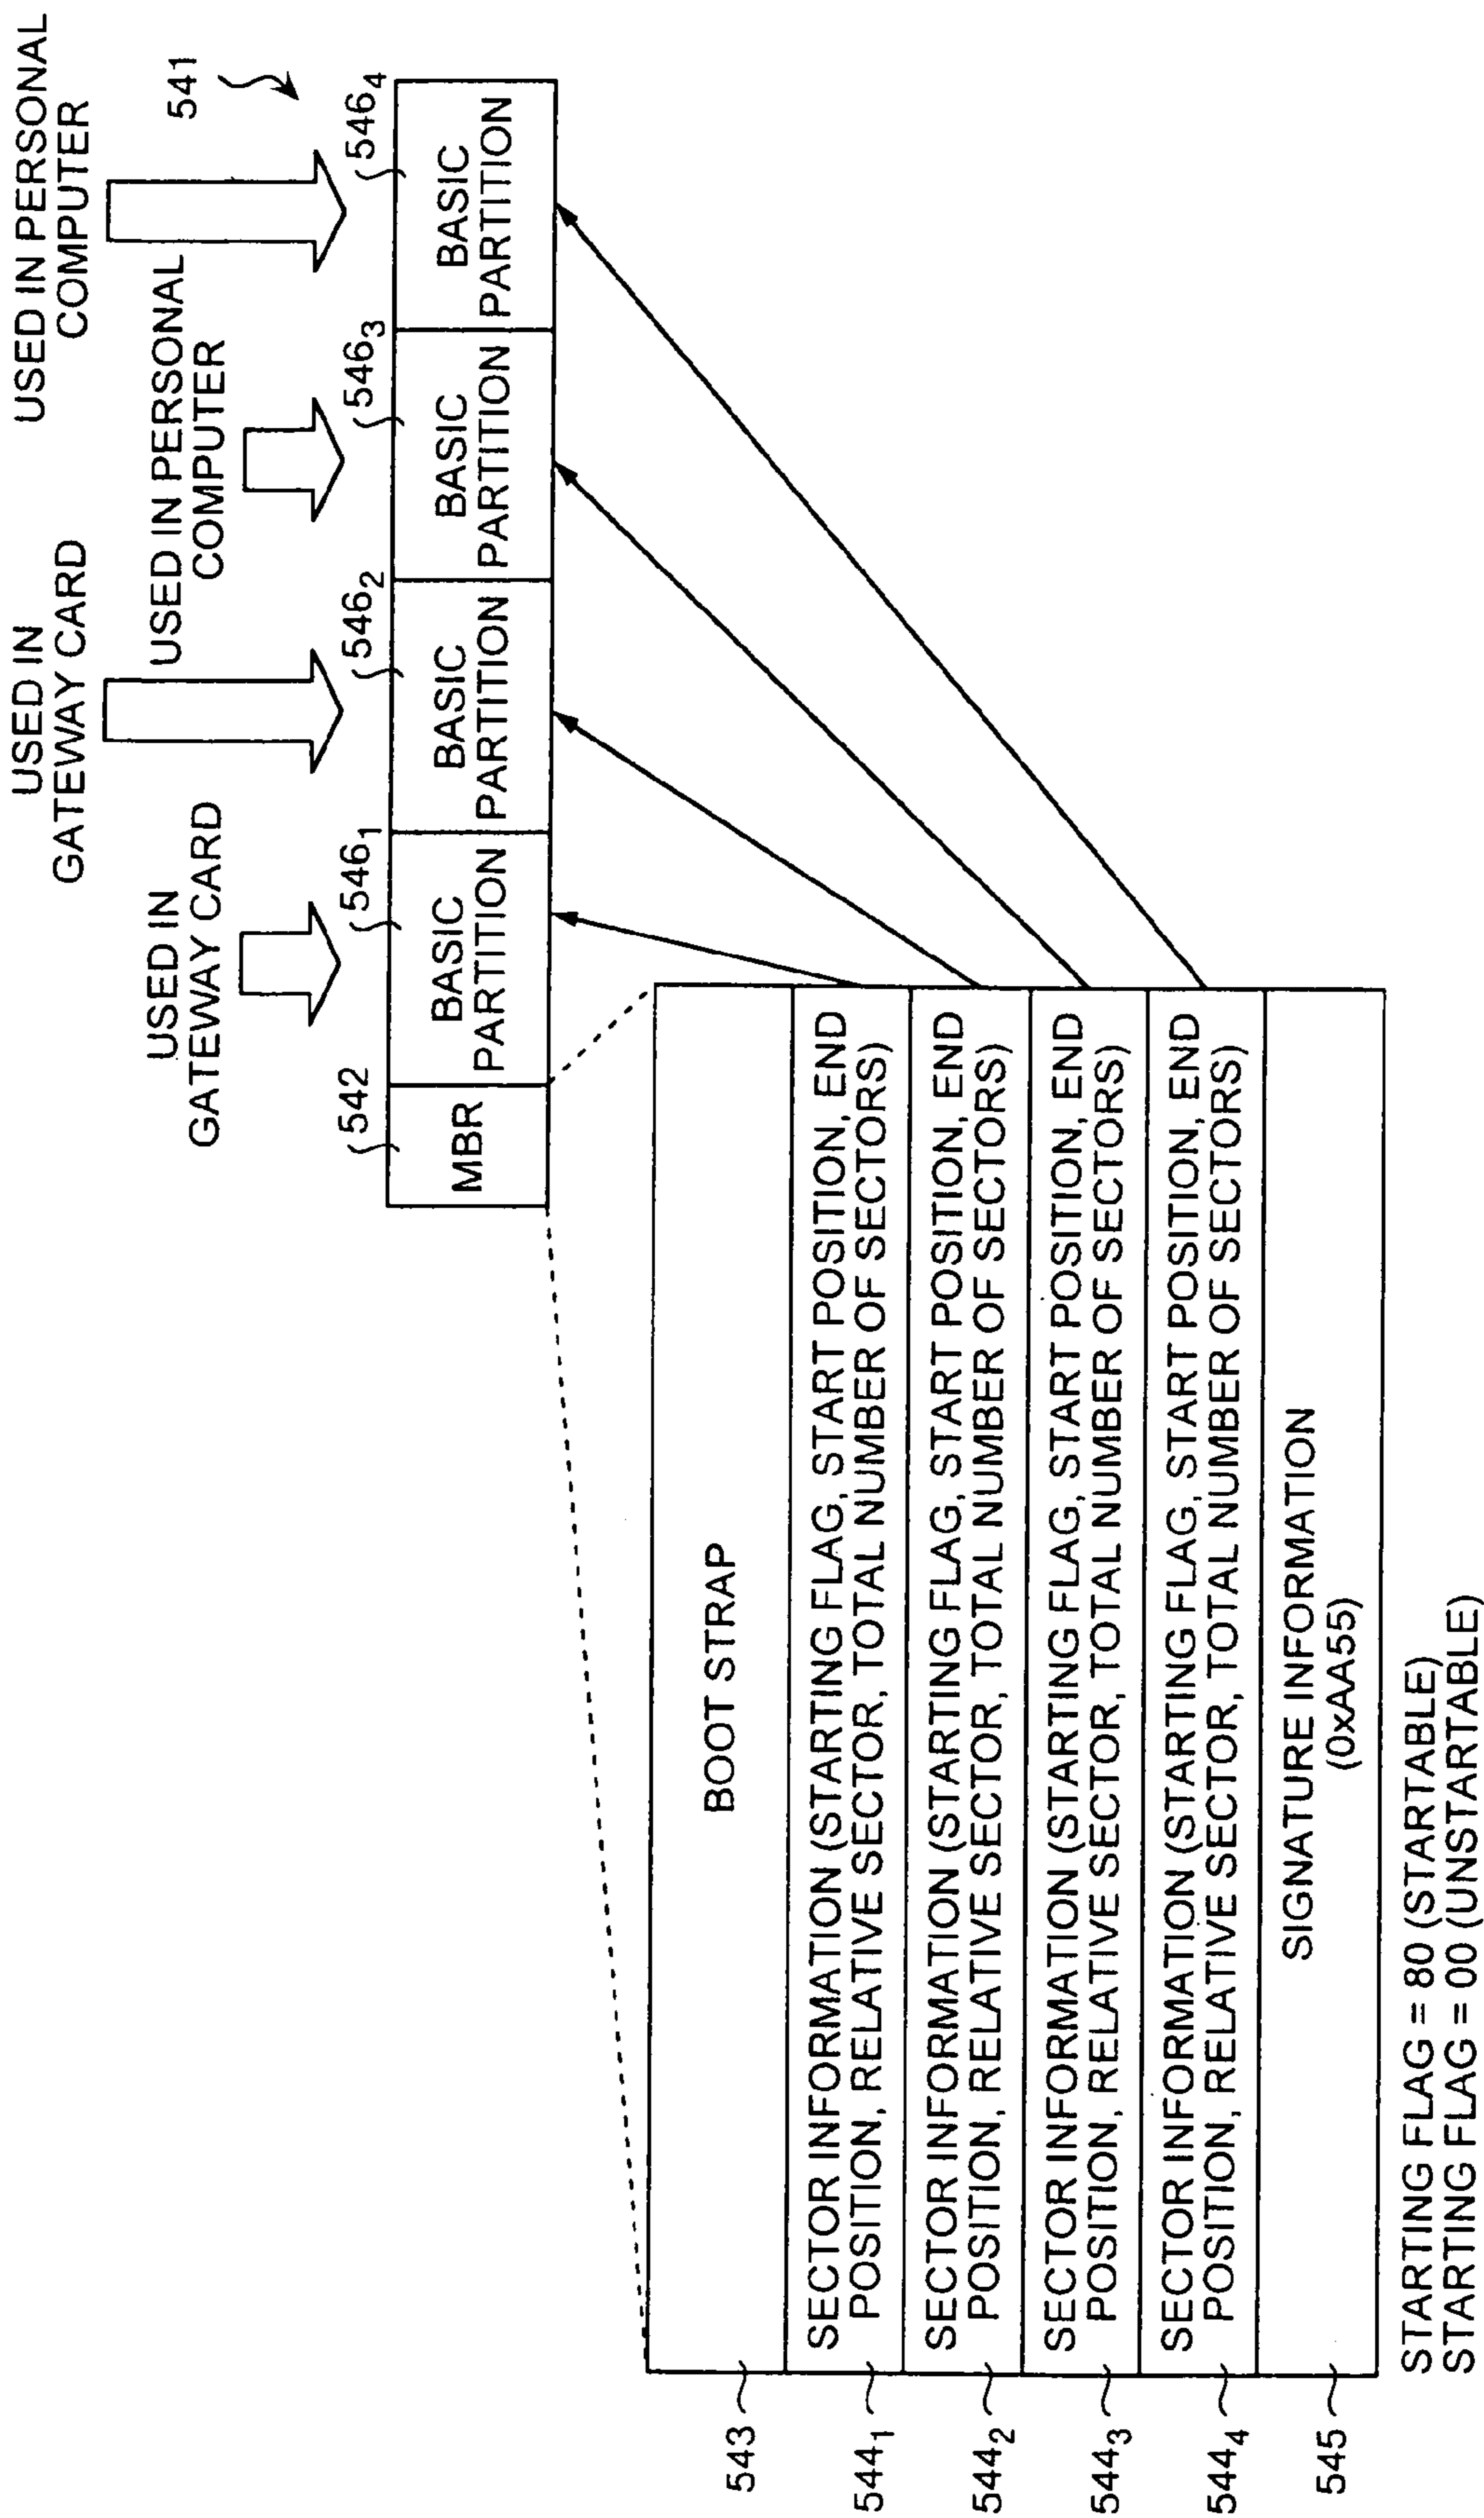 USED IN
GATEWAY CARD
USED IN PERSONAL
COMPUTER
USED IN
GATEWAY CARD
USED IN PERSONAL
COMPUTER
541
542
546₁
546₂
546₃
546₄
MBR
BASIC
PARTITION
BASIC
PARTITION
BASIC
PARTITION
BASIC
PARTITION
543
BOOT STRAP
544₁
SECTOR INFORMATION (STARTING FLAG, START POSITION, END
POSITION, RELATIVE SECTOR, TOTAL NUMBER OF SECTORS)
544₂
SECTOR INFORMATION (STARTING FLAG, START POSITION, END
POSITION, RELATIVE SECTOR, TOTAL NUMBER OF SECTORS)
544₃
SECTOR INFORMATION (STARTING FLAG, START POSITION, END
POSITION, RELATIVE SECTOR, TOTAL NUMBER OF SECTORS)
544₄
SECTOR INFORMATION (STARTING FLAG, START POSITION, END
POSITION, RELATIVE SECTOR, TOTAL NUMBER OF SECTORS)
545
SIGNATURE INFORMATION
(0xAA55)
STARTING FLAG = 80 (STARTABLE)
STARTING FLAG = 00 (UNSTARTABLE)